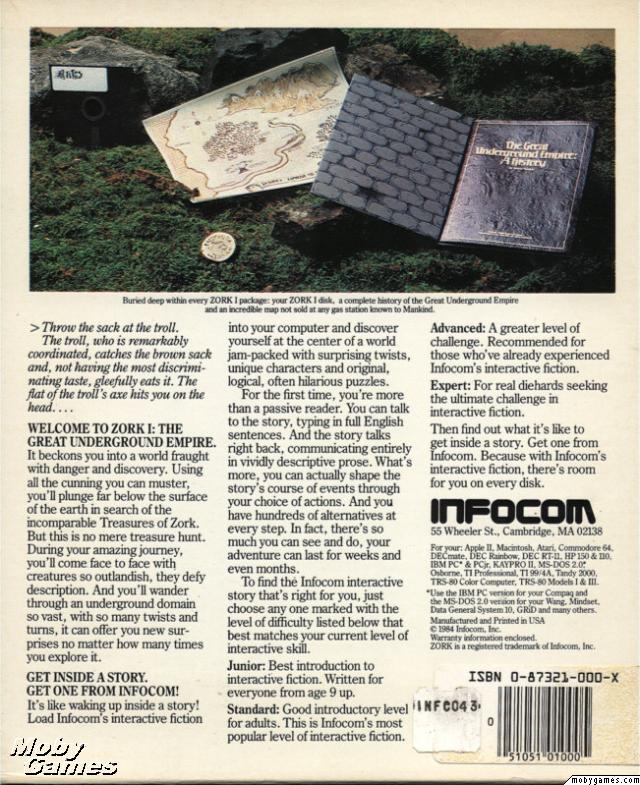 The Great
Underground Empire:
A History
Buried deep within every ZORK I package: your ZORK I disk, a complete history of the Great Underground Empire
and an incredible map not sold at any gas station known to Mankind.
> Throw the sack at the troll.
The troll, who is remarkably
coordinated, catches the brown sack
and, not having the most discrimi-
nating taste, gleefully eats it. The
flat of the troll's axe hits you on the
head. . . .
WELCOME TO ZORK I: THE
GREAT UNDERGROUND EMPIRE.
It beckons you into a world fraught
with danger and discovery. Using
all the cunning you can muster,
you'll plunge far below the surface
of the earth in search of the
incomparable Treasures of Zork.
But this is no mere treasure hunt.
During your amazing journey,
you'll come face to face with
creatures so outlandish, they defy
description. And you'll wander
through an underground domain
so vast, with so many twists and
turns, it can offer you new sur-
prises no matter how many times
you explore it.
GET INSIDE A STORY.
GET ONE FROM INFOCOM!
It's like waking up inside a story!
Load Infocom's interactive fiction
into your computer and discover
yourself at the center of a world
jam-packed with surprising twists,
unique characters and original,
logical, often hilarious puzzles.
For the first time, you're more
than a passive reader. You can talk
to the story, typing in full English
sentences. And the story talks
right back, communicating entirely
in vividly descriptive prose. What's
more, you can actually shape the
story's course of events through
your choice of actions. And you
have hundreds of alternatives at
every step. In fact, there's so
much you can see and do, your
adventure can last for weeks and
even months.
To find the Infocom interactive
story that's right for you, just
choose any one marked with the
level of difficulty listed below that
best matches your current level of
interactive skill.
Junior: Best introduction to
interactive fiction. Written for
everyone from age 9 up.
Standard: Good introductory level
for adults. This is Infocom's most
popular level of interactive fiction.
Advanced: A greater level of
challenge. Recommended for
those who've already experienced
Infocom's interactive fiction.
Expert: For real diehards seeking
the ultimate challenge in
interactive fiction.
Then find out what it's like to
get inside a story. Get one from
Infocom. Because with Infocom's
interactive fiction, there's room
for you on every disk.
INFOCOM
55 Wheeler St., Cambridge, MA 02138
For your: Apple II, Macintosh, Atari, Commodore 64,
DECmate, DEC Rainbow, DEC RT-11, HP 150 & 110,
IBM PC* & PCjr, KAYPRO II, MS-DOS 2.0,*
Osborne, TI Professional, TI 99/4A, Tandy 2000,
TRS-80 Color Computer, TRS-80 Models I & III.
*Use the IBM PC version for your Compaq and
the MS-DOS 2.0 version for your Wang, Mindset,
Data General System 10, GRiD and many others.
Manufactured and Printed in USA
© 1984 Infocom, Inc.
Warranty information enclosed.
ZORK is a registered trademark of Infocom, Inc.
ISBN 0-87321-000-X
INFC043
0
51051 01000
Moby
Games
mobygames.com